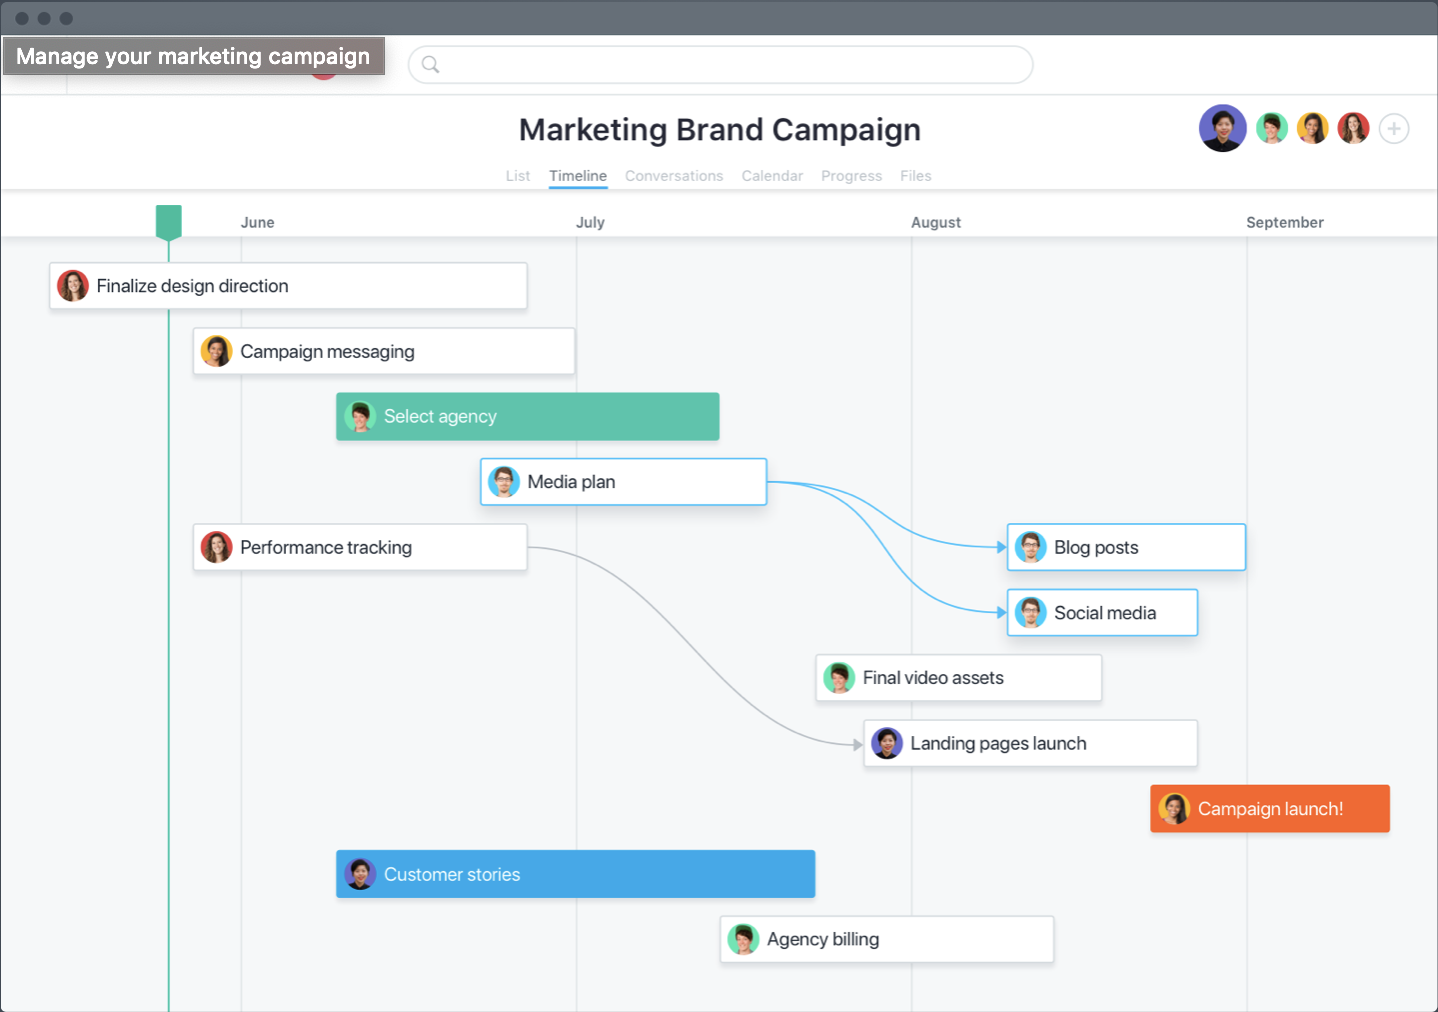 Manage your marketing campaign
Marketing Brand Campaign
List Timeline Conversations Calendar Progress Files
June July August September
Finalize design direction
Campaign messaging
Select agency
Media plan
Performance tracking
Blog posts
Social media
Final video assets
Landing pages launch
Campaign launch!
Customer stories
Agency billing